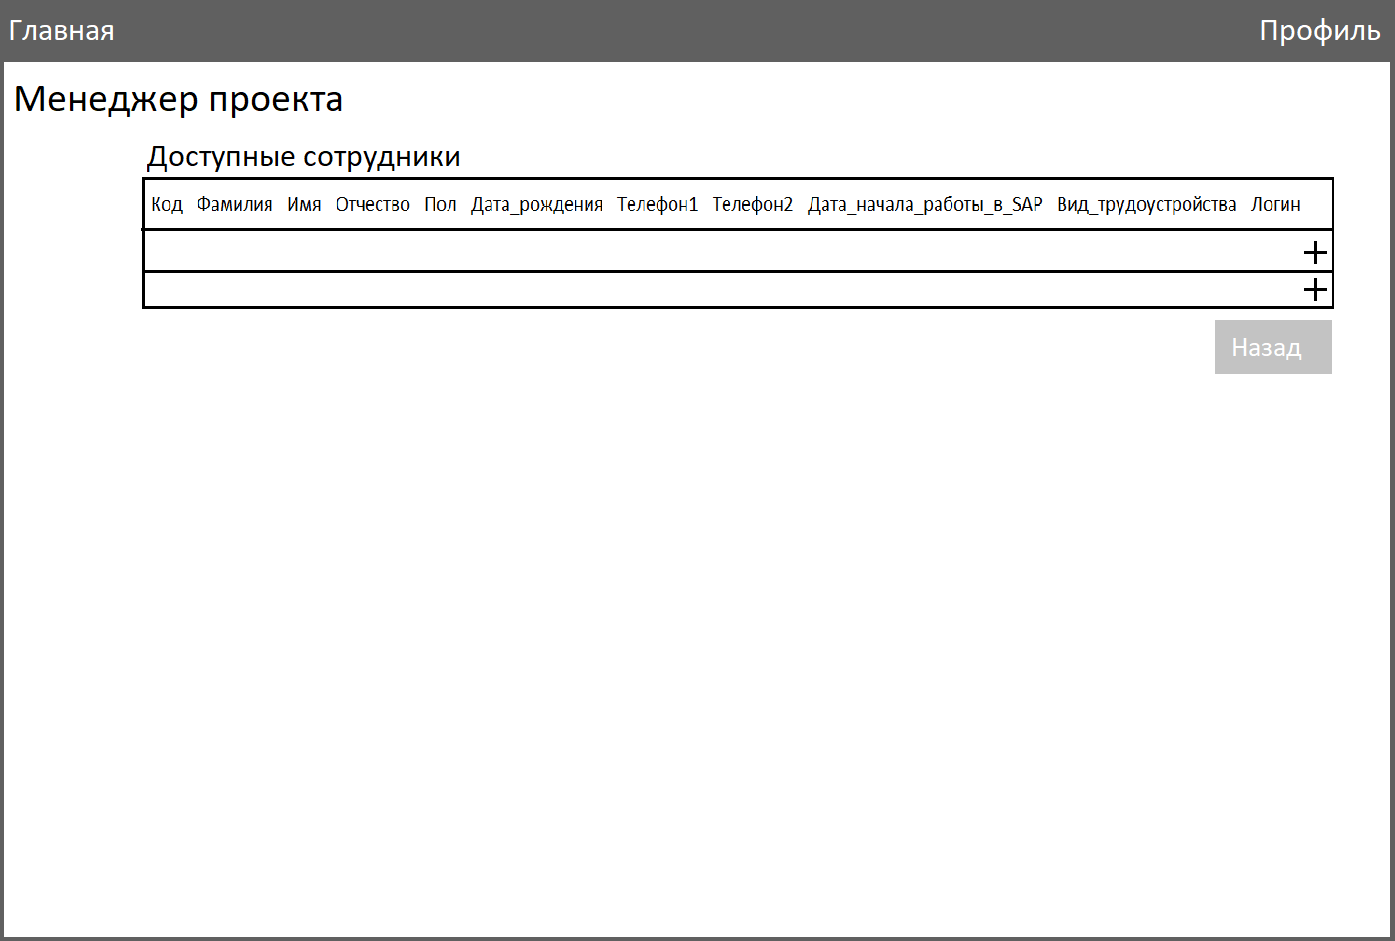 Главная Профиль
Менеджер проекта
Доступные сотрудники
Код Фамилия Имя Отчество Пол Дата_рождения Телефон1 Телефон2 Дата_начала_работы_в_SAP Вид_трудоустройства Логин
+
+
Назад